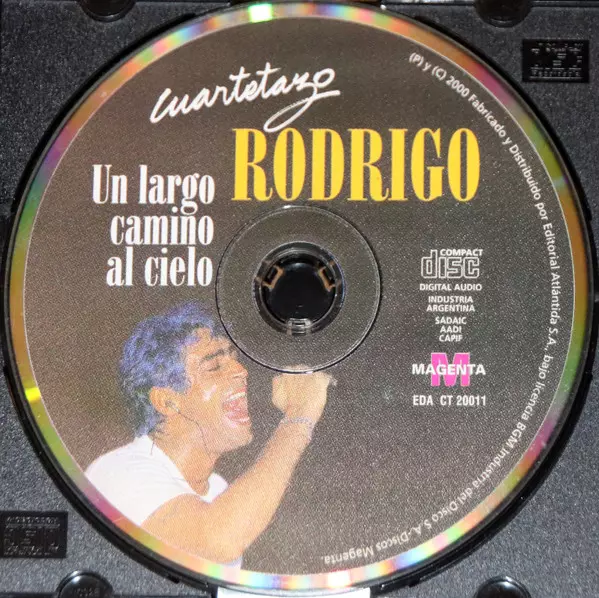 cuartetazo
RODRIGO
Un largo
camino
al cielo
COMPACT
disc
DIGITAL AUDIO
INDUSTRIA
ARGENTINA
SADAIC
AADI
CAPIF
M
MAGENTA
EDA CT 20011
(P) y (C) 2000 Fabricado y Distribuido por Editorial Atlántida S.A., bajo licencia BGM Industria del Disco S.A.-Discos Magenta.